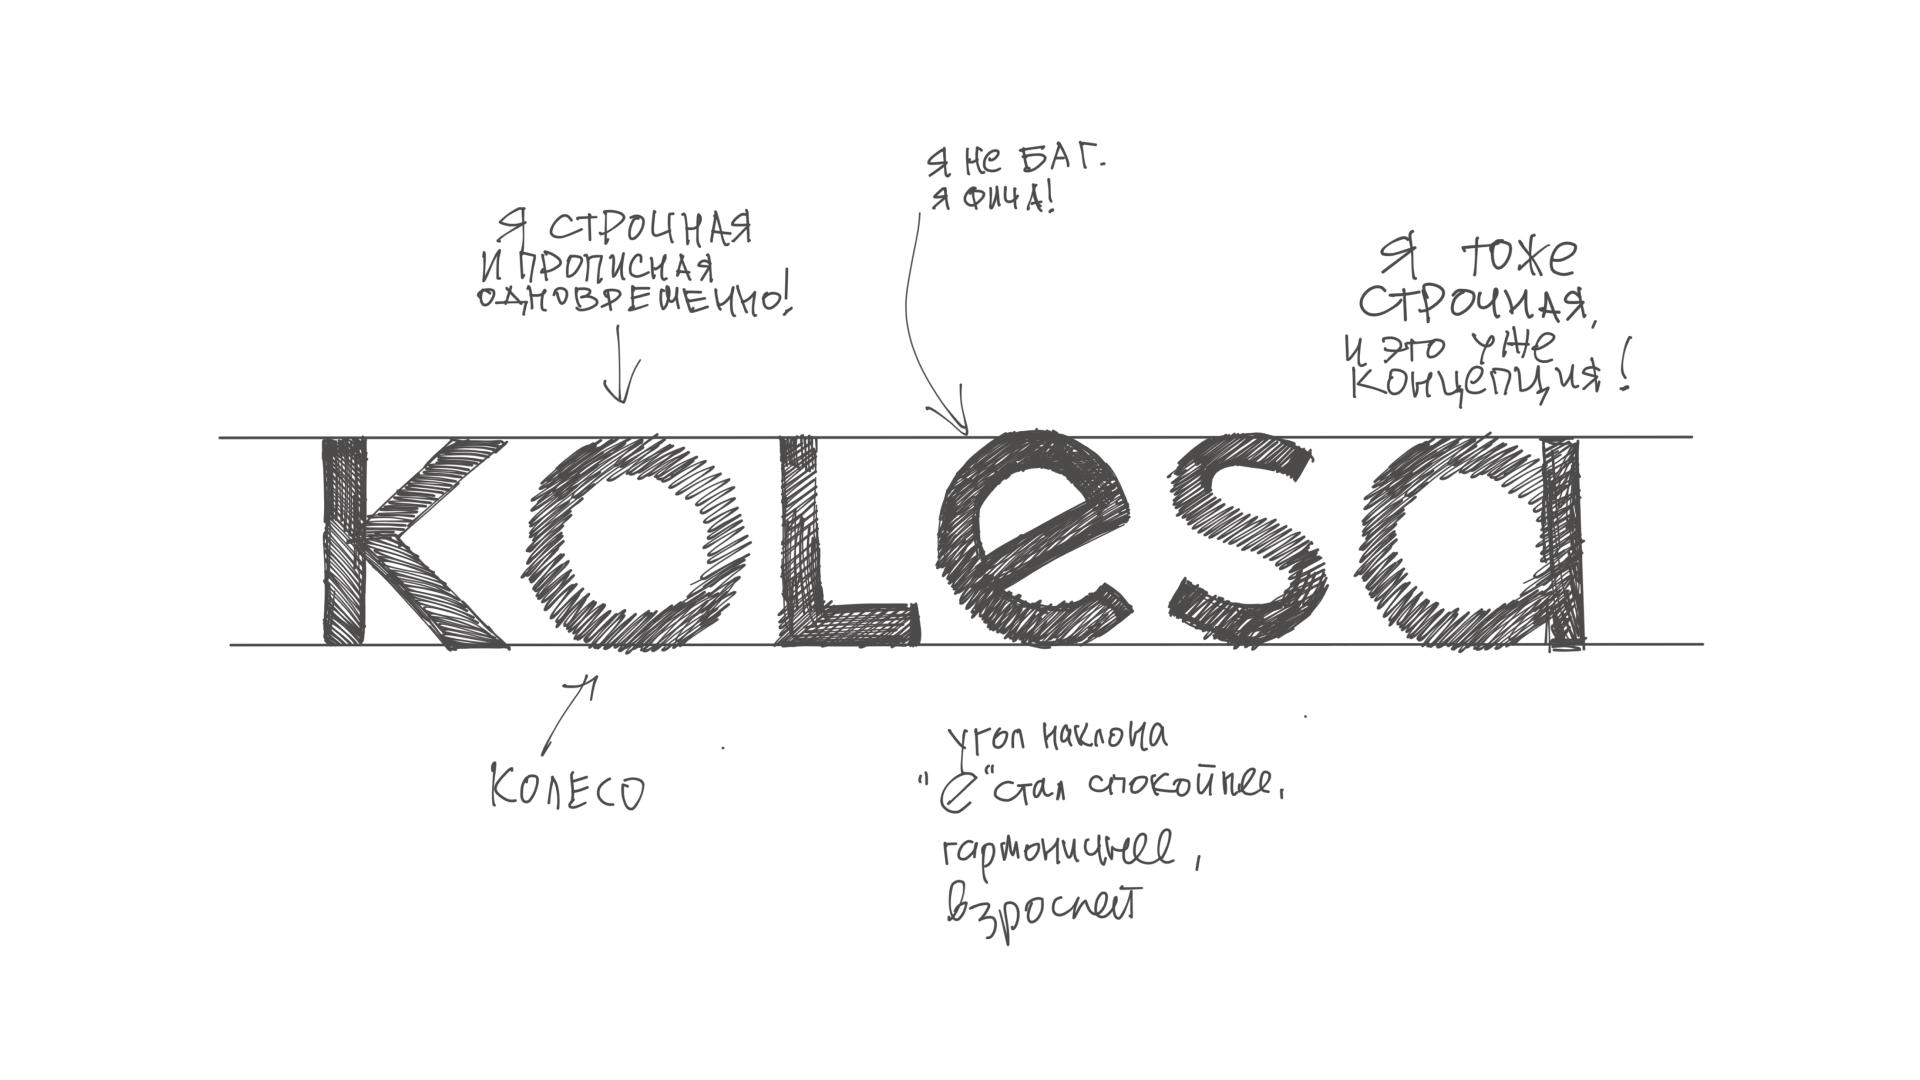 Я НЕ БАГ.
Я ФИЧА!
Я СТРОЧНАЯ
И ПРОПИСНАЯ
ОДНОВРЕМЕННО!
Я ТОЖЕ
СТРОЧНАЯ,
И ЭТО УЖЕ
КОНЦЕПЦИЯ!
KOLeSa
КОЛЕСО
угол наклона
"e" стал спокойнее,
гармоничнее,
взрослей